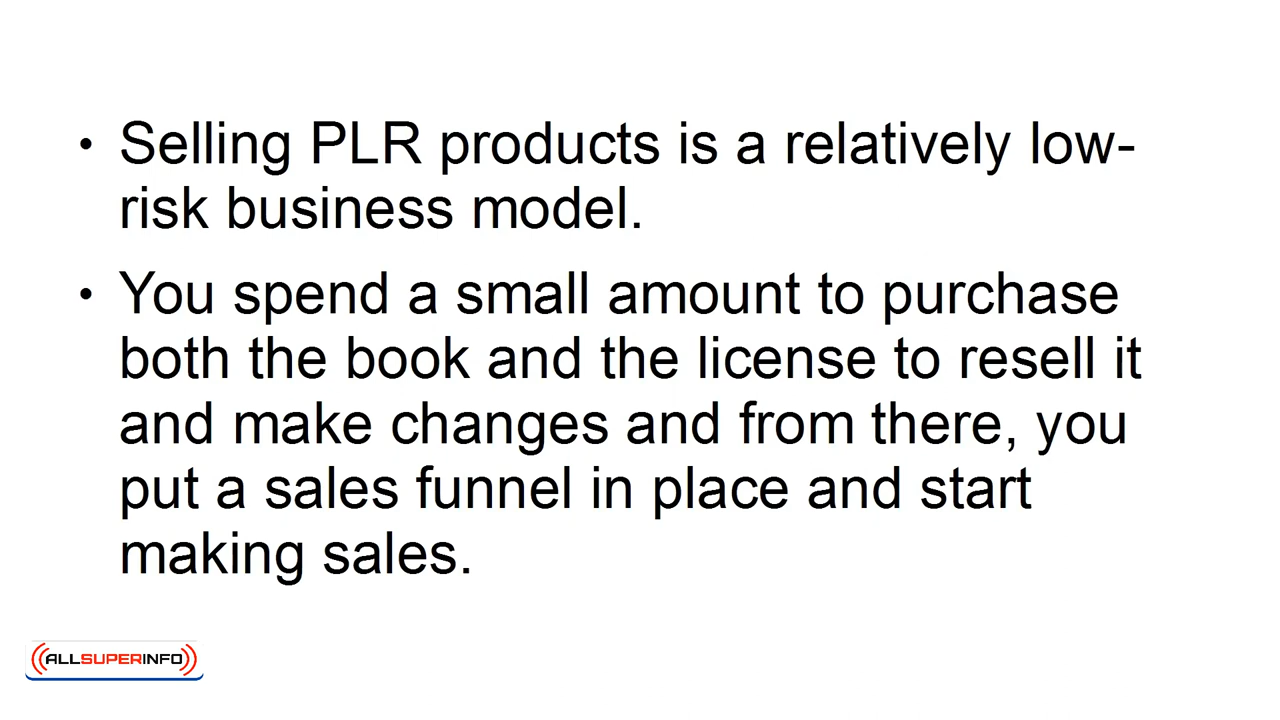 • Selling PLR products is a relatively low-
risk business model.
• You spend a small amount to purchase
both the book and the license to resell it
and make changes and from there, you
put a sales funnel in place and start
making sales.
ALLSUPERINFO